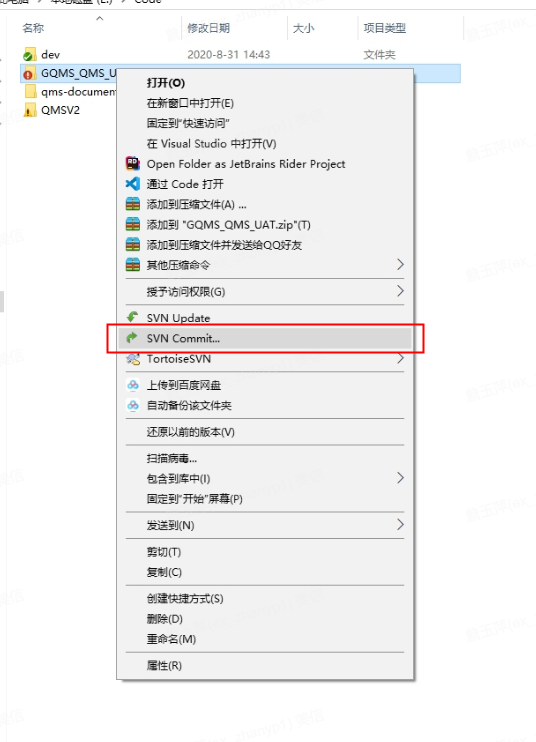 本地磁盘 (E:) > Code
名称 修改日期 大小 项目类型
dev 2020-8-31 14:43 文件夹
GQMS_QMS_U
qms-document
QMSV2
打开(O)
在新窗口中打开(E)
固定到"快速访问"
在 Visual Studio 中打开(V)
Open Folder as JetBrains Rider Project
通过 Code 打开
添加到压缩文件(A) ...
添加到 "GQMS_QMS_UAT.zip"(T)
添加到压缩文件并发送给QQ好友
其他压缩命令
授予访问权限(G)
SVN Update
SVN Commit...
TortoiseSVN
上传到百度网盘
自动备份该文件夹
还原以前的版本(V)
扫描病毒...
包含到库中(I)
固定到"开始"屏幕(P)
发送到(N)
剪切(T)
复制(C)
创建快捷方式(S)
删除(D)
重命名(M)
属性(R)